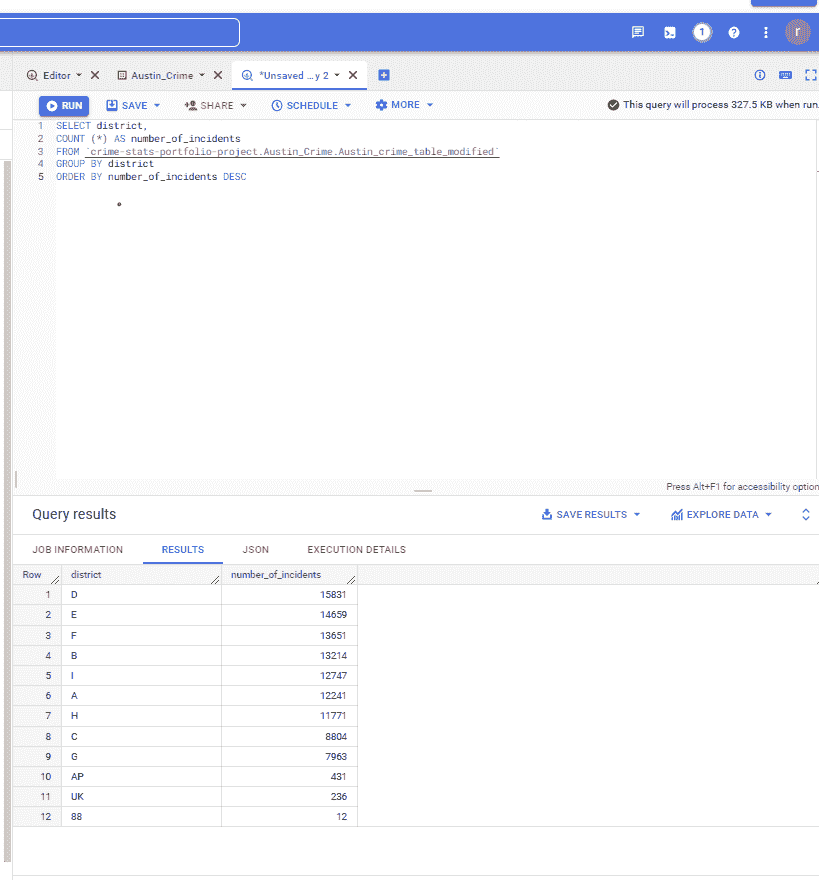 1
r
Editor
Austin_Crime
*Unsaved ...y 2
RUN
SAVE
SHARE
SCHEDULE
MORE
This query will process 327.5 KB when run.
1 SELECT district,
2 COUNT (*) AS number_of_incidents
3 FROM `crime-stats-portfolio-project.Austin_Crime.Austin_crime_table_modified`
4 GROUP BY district
5 ORDER BY number_of_incidents DESC
Press Alt+F1 for accessibility option
Query results
SAVE RESULTS
EXPLORE DATA
JOB INFORMATION
RESULTS
JSON
EXECUTION DETAILS
Row district number_of_incidents
1 D 15831
2 E 14659
3 F 13651
4 B 13214
5 I 12747
6 A 12241
7 H 11771
8 C 8804
9 G 7963
10 AP 431
11 UK 236
12 88 12